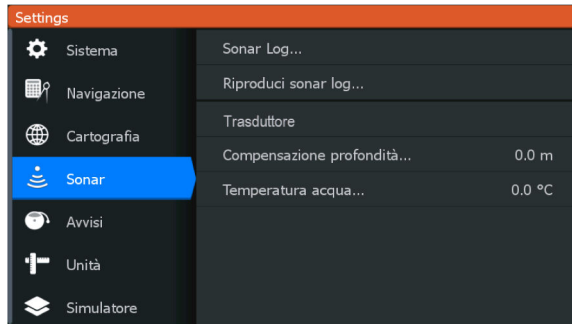 Settings
Sistema
Navigazione
Cartografia
Sonar
Avvisi
Unità
Simulatore
Sonar Log...
Riproduci sonar log...
Trasduttore
Compensazione profondità... 0.0 m
Temperatura acqua... 0.0 °C